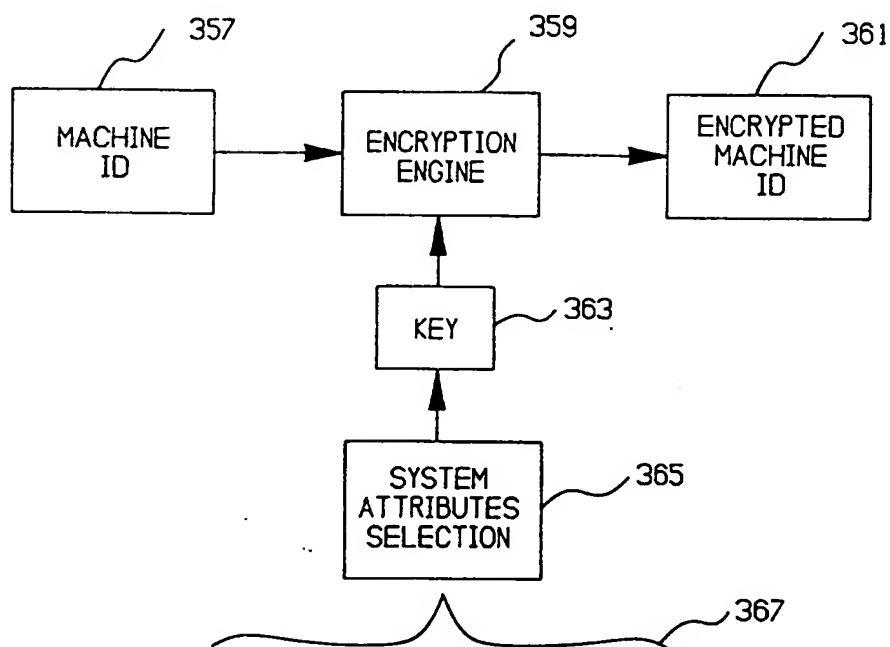 357
359
361
MACHINE
ID
ENCRYPTION
ENGINE
ENCRYPTED
MACHINE
ID
KEY
363
SYSTEM
ATTRIBUTES
SELECTION
365
367